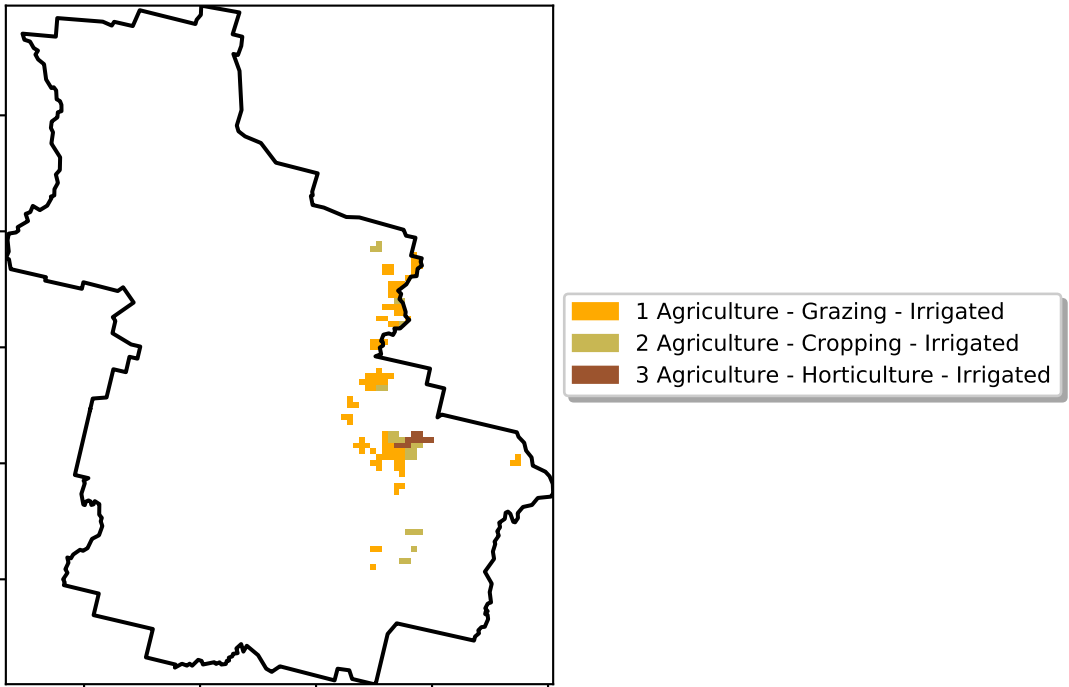 1 Agriculture - Grazing - Irrigated
2 Agriculture - Cropping - Irrigated
3 Agriculture - Horticulture - Irrigated